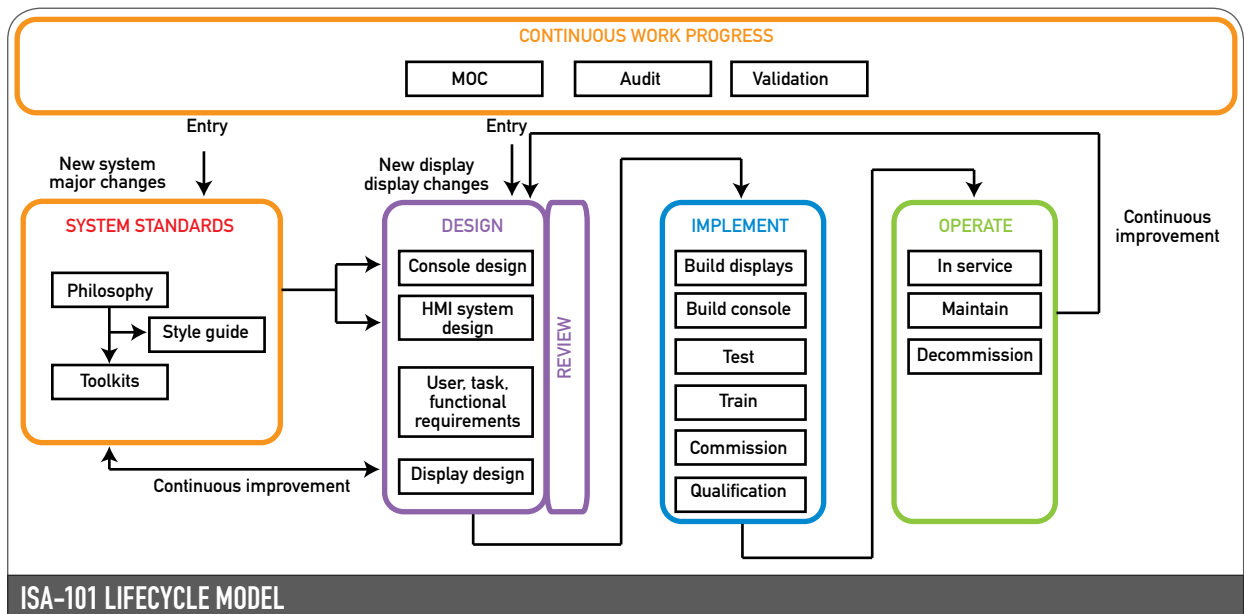 CONTINUOUS WORK PROGRESS
MOC
Audit
Validation
Entry
Entry
New system
major changes
New display
display changes
SYSTEM STANDARDS
Philosophy
Style guide
Toolkits
Continuous improvement
DESIGN
Console design
HMI system
design
User, task,
functional
requirements
Display design
REVIEW
IMPLEMENT
Build displays
Build console
Test
Train
Commission
Qualification
OPERATE
In service
Maintain
Decommission
Continuous
improvement
ISA-101 LIFECYCLE MODEL